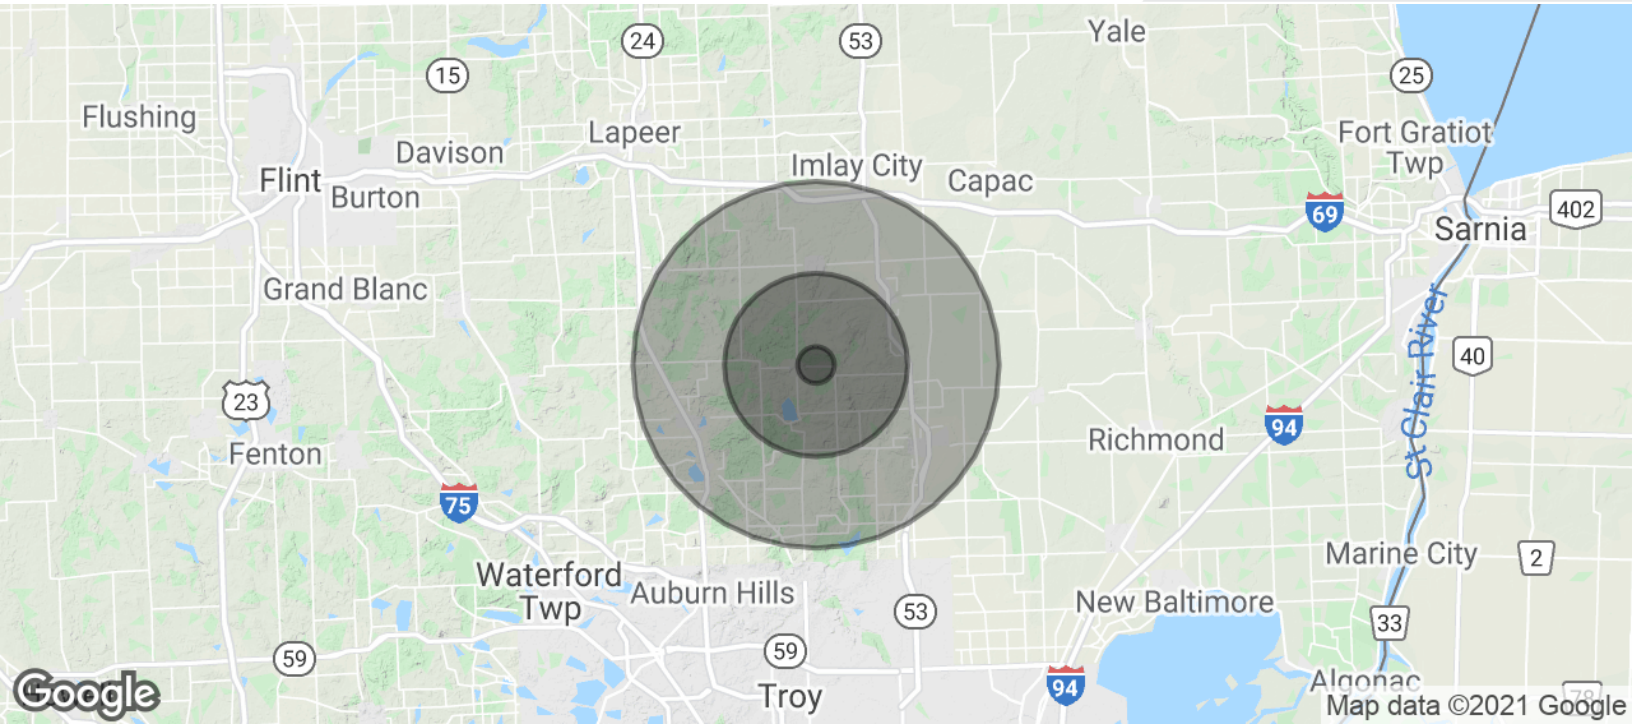 Yale
24
53
15
25
Flushing
Lapeer
Fort Gratiot
Twp
Davison
Imlay City
Capac
Flint
Burton
69
402
Sarnia
Grand Blanc
St Clair River
40
23
94
Richmond
Fenton
75
Marine City
2
Waterford
Twp
Auburn Hills
New Baltimore
53
33
59
59
94
Troy
Algonac
78
Google
Map data ©2021 Google